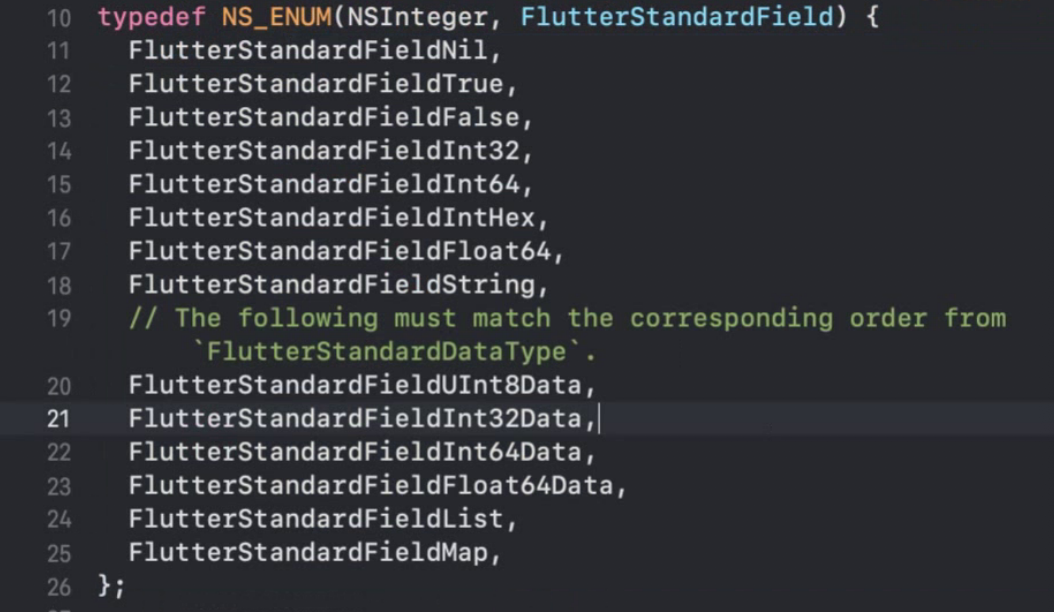 10 typedef NS_ENUM(NSInteger, FlutterStandardField) {
11 FlutterStandardFieldNil,
12 FlutterStandardFieldTrue,
13 FlutterStandardFieldFalse,
14 FlutterStandardFieldInt32,
15 FlutterStandardFieldInt64,
16 FlutterStandardFieldIntHex,
17 FlutterStandardFieldFloat64,
18 FlutterStandardFieldString,
19 // The following must match the corresponding order from
`FlutterStandardDataType`.
20 FlutterStandardFieldUInt8Data,
21 FlutterStandardFieldInt32Data,
22 FlutterStandardFieldInt64Data,
23 FlutterStandardFieldFloat64Data,
24 FlutterStandardFieldList,
25 FlutterStandardFieldMap,
26 };